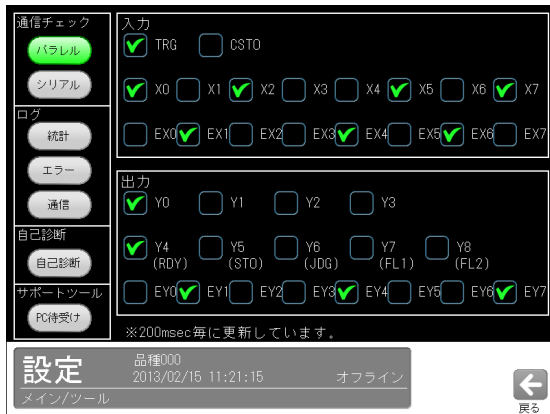 通信チェック
パラレル
シリアル
ログ
統計
エラー
通信
自己診断
自己診断
サポートツール
PC待受け
入力
TRG CSTO
X0 X1 X2 X3 X4 X5 X6 X7
EX0 EX1 EX2 EX3 EX4 EX5 EX6 EX7
出力
Y0 Y1 Y2 Y3
Y4 Y5 Y6 Y7 Y8
(RDY) (STO) (JDG) (FL1) (FL2)
EY0 EY1 EY2 EY3 EY4 EY5 EY6 EY7
※200msec毎に更新しています。
設定
メイン/ツール
品種000
2013/02/15 11:21:15 オフライン
戻る